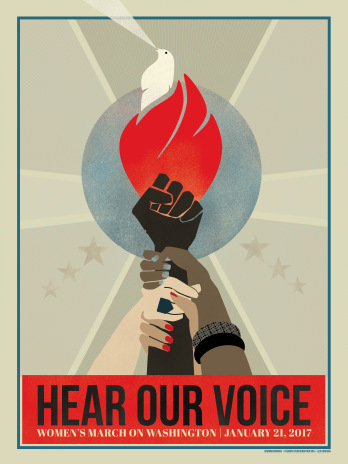 HEAR OUR VOICE
WOMEN'S MARCH ON WASHINGTON | JANUARY 21, 2017